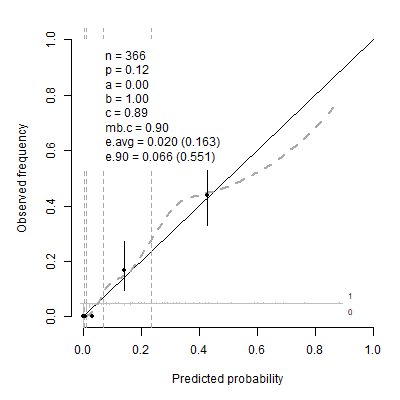 n = 366
p = 0.12
a = 0.00
b = 1.00
c = 0.89
mb.c = 0.90
e.avg = 0.020 (0.163)
e.90 = 0.066 (0.551)
Observed frequency
1.0
0.8
0.6
0.4
0.2
0.0
1
0
0.0 0.2 0.4 0.6 0.8 1.0
Predicted probability